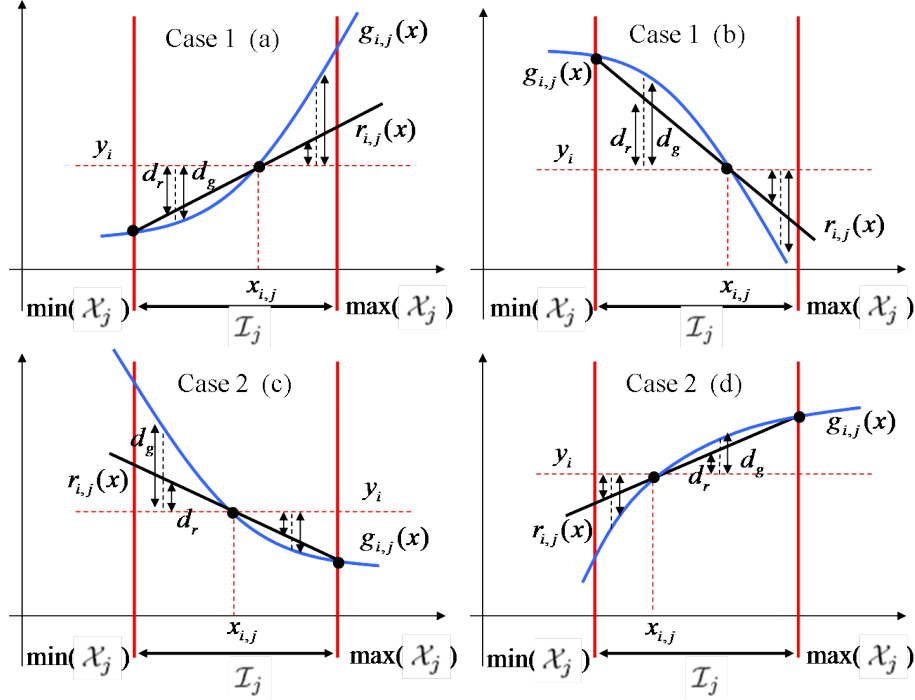 Case 1 (a)
g_{i,j}(x)
r_{i,j}(x)
y_i
d_r
d_g
x_{i,j}
min( 𝒳_j )
max( 𝒳_j )
ℐ_j
Case 1 (b)
g_{i,j}(x)
y_i
d_r
d_g
r_{i,j}(x)
x_{i,j}
min( 𝒳_j )
max( 𝒳_j )
ℐ_j
Case 2 (c)
d_g
r_{i,j}(x)
y_i
d_r
g_{i,j}(x)
x_{i,j}
min( 𝒳_j )
max( 𝒳_j )
ℐ_j
Case 2 (d)
g_{i,j}(x)
y_i
d_r
d_g
r_{i,j}(x)
x_{i,j}
min( 𝒳_j )
max( 𝒳_j )
ℐ_j